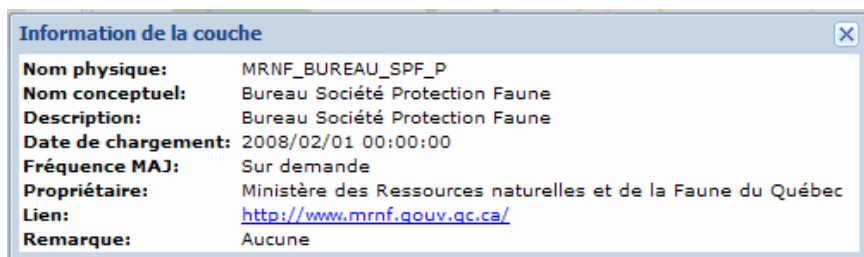 Information de la couche
Nom physique: MRNF_BUREAU_SPF_P
Nom conceptuel: Bureau Société Protection Faune
Description: Bureau Société Protection Faune
Date de chargement: 2008/02/01 00:00:00
Fréquence MAJ: Sur demande
Propriétaire: Ministère des Ressources naturelles et de la Faune du Québec
Lien: http://www.mrnf.gouv.qc.ca/
Remarque: Aucune